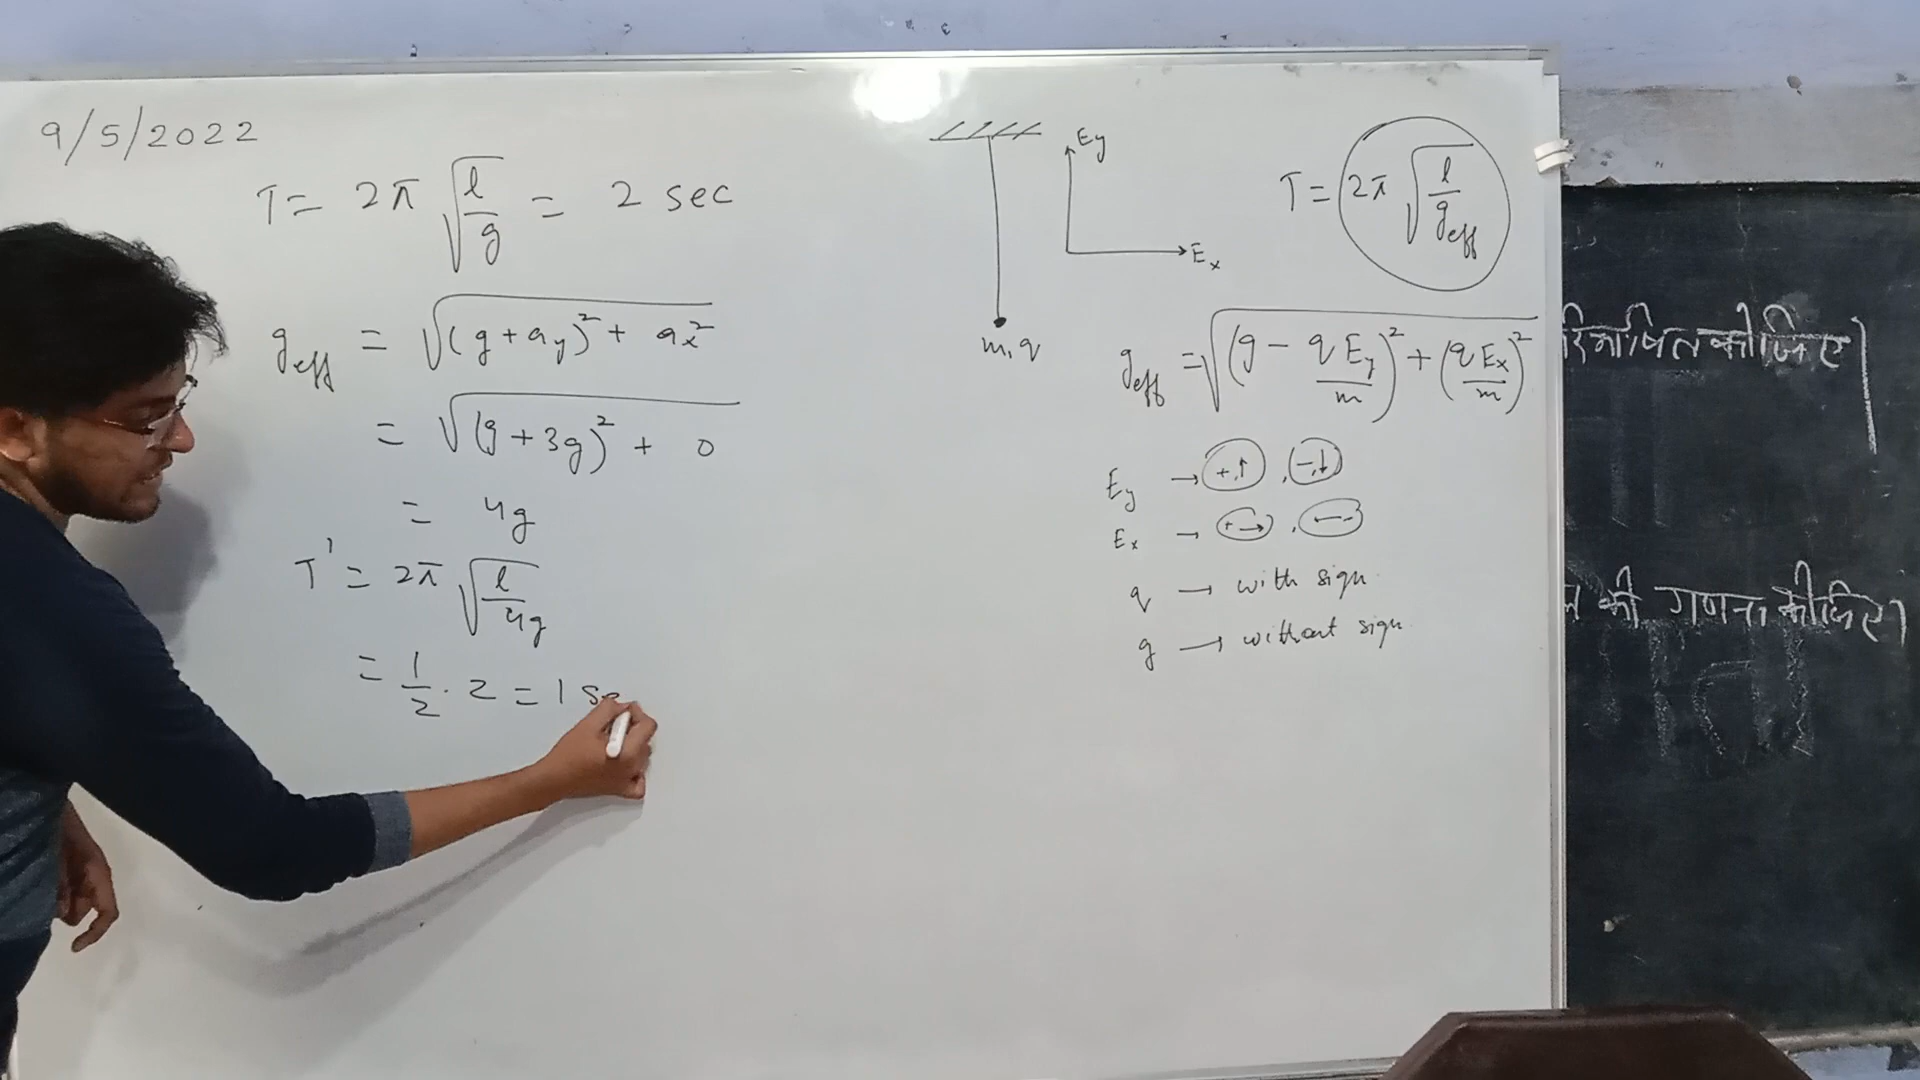 9/5/2022
T = 2π √(l/g) = 2 sec
g_eff = √((g + a_y)² + a_x²)
= √((g + 3g)² + 0)
= 4g
T' = 2π √(l/4g)
= 1/2 · 2 = 1 se
E_y
E_x
m, q
T = 2π √(l/g_eff)
g_eff = √((g - qE_y/m)² + (qE_x/m)²)
E_y → +,↑ , -,↓
E_x → + → , ← -
q → with sign
g → without sign
कीजिए।
की गणना कीजिए।